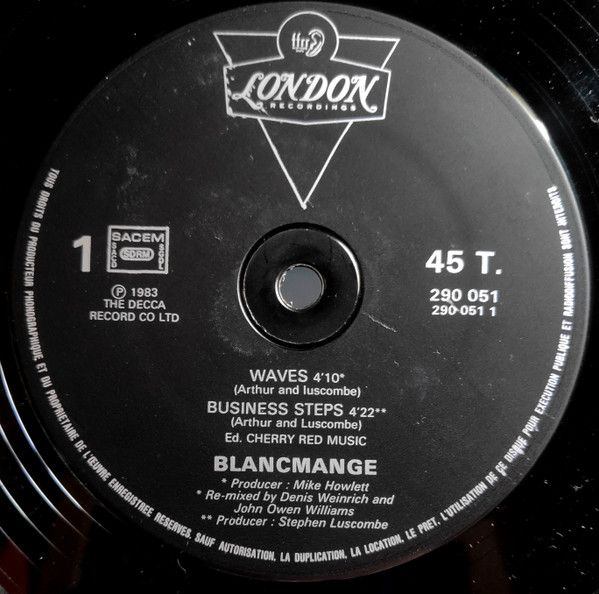 ffrr
LONDON
RECORDINGS
1
SACEM
SACD SDRM SGDL
45 T.
℗ 1983
THE DECCA
RECORD CO LTD
290 051
290·051 1
WAVES 4'10*
(Arthur and luscombe)
BUSINESS STEPS 4'22**
(Arthur and Luscombe)
Ed. CHERRY RED MUSIC
BLANCMANGE
* Producer : Mike Howlett
* Re-mixed by Denis Weinrich and
John Owen Williams
** Producer : Stephen Luscombe
TOUS DROITS DU PRODUCTEUR PHONOGRAPHIQUE ET DU PROPRIETAIRE DE L'ŒUVRE ENREGISTREE RESERVES. SAUF AUTORISATION, LA DUPLICATION, LA LOCATION, LE PRET, L'UTILISATION DE CE DISQUE POUR EXECUTION PUBLIQUE ET RADIODIFFUSION SONT INTERDITS